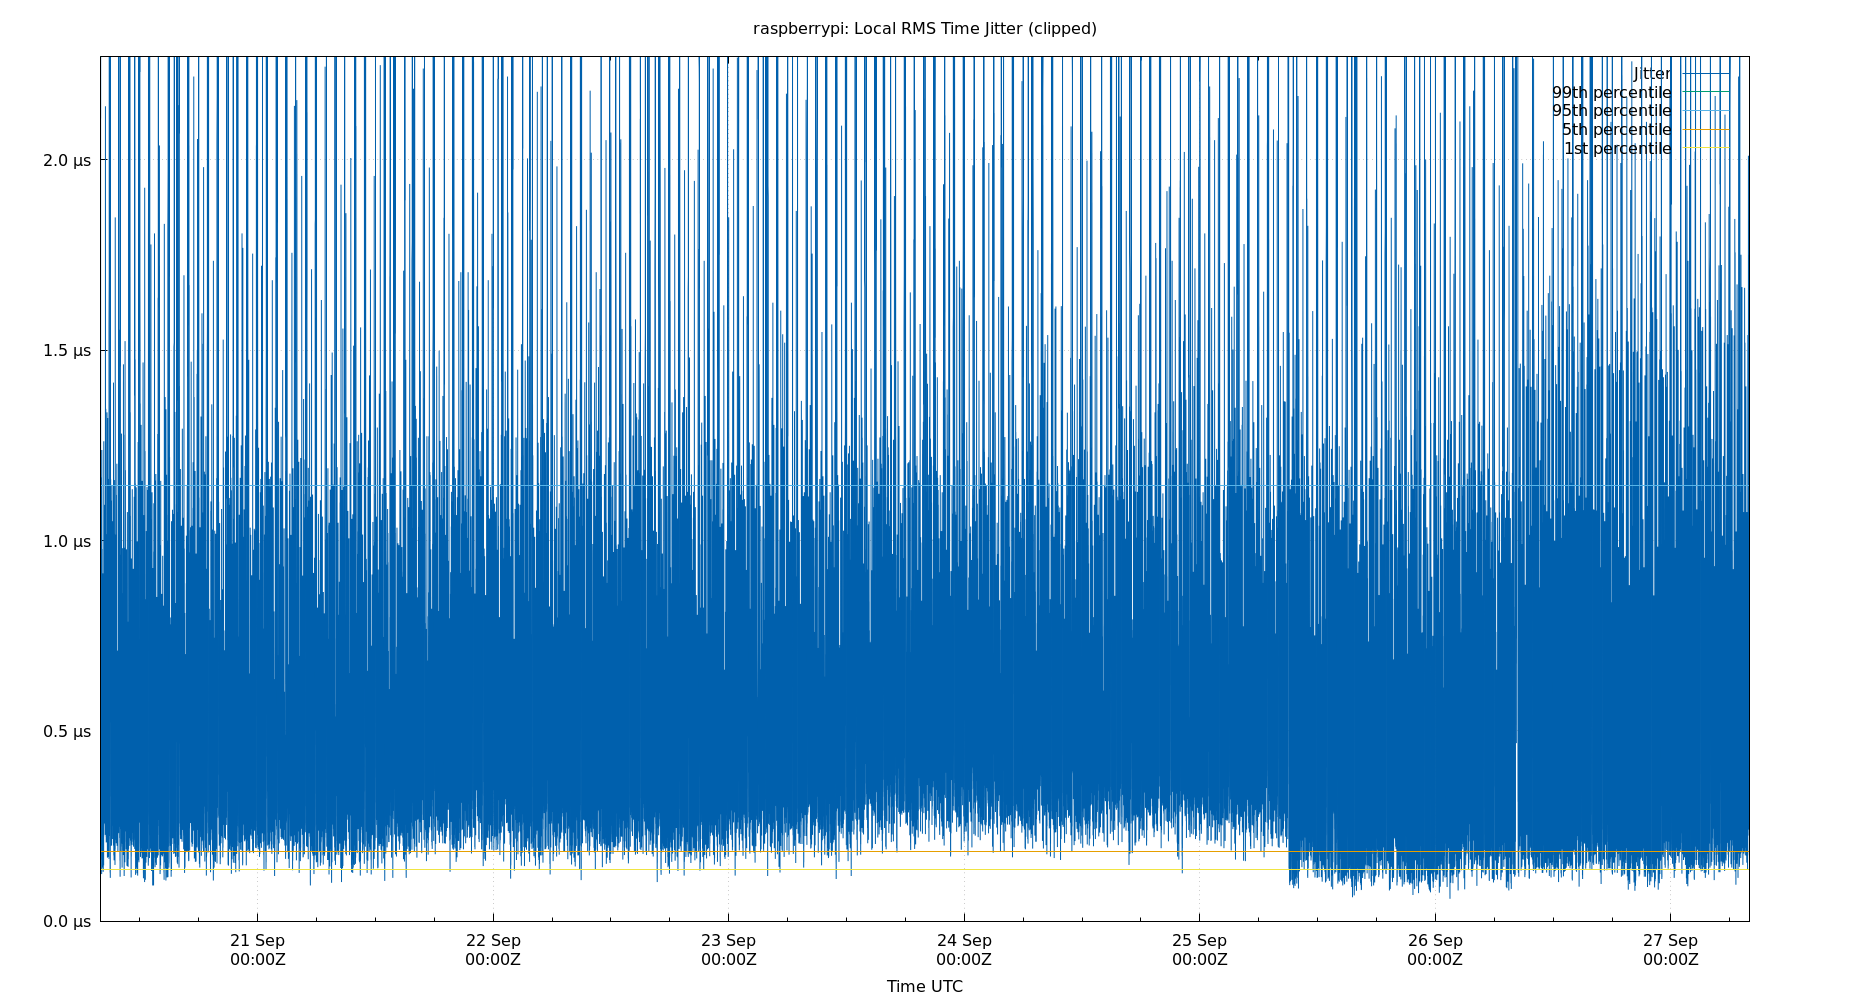 raspberrypi: Local RMS Time Jitter (clipped)
Jitter
99th percentile
95th percentile
5th percentile
1st percentile
2.0 µs
1.5 µs
1.0 µs
0.5 µs
0.0 µs
21 Sep
00:00Z
22 Sep
00:00Z
23 Sep
00:00Z
24 Sep
00:00Z
25 Sep
00:00Z
26 Sep
00:00Z
27 Sep
00:00Z
Time UTC